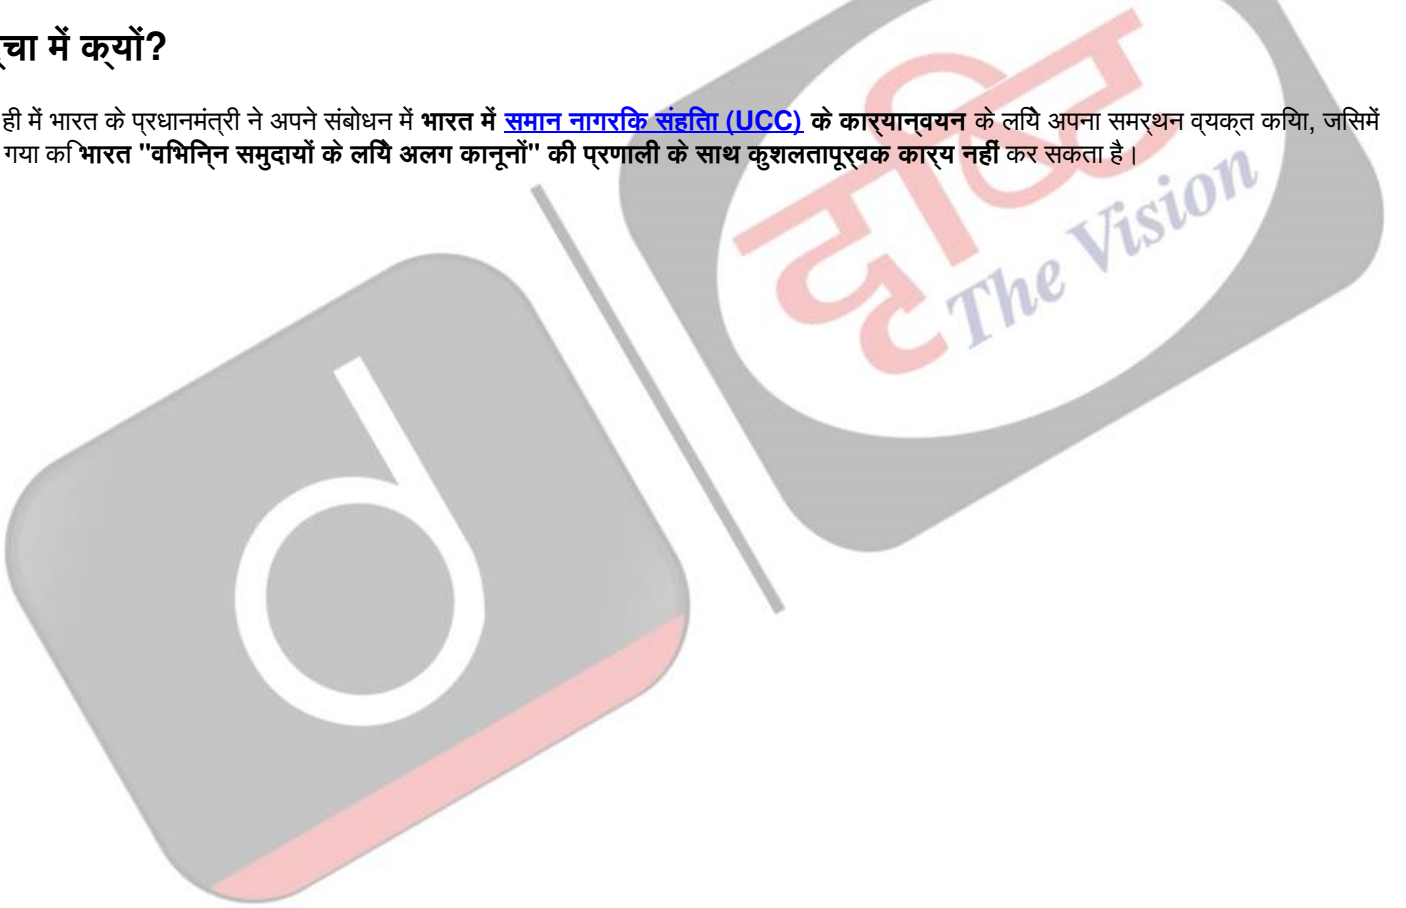 र्चा में क्यों?
ही में भारत के प्रधानमंत्री ने अपने संबोधन में भारत में समान नागरिक संहिता (UCC) के कार्यान्वयन के लिये अपना समर्थन व्यक्त किया, जिसमें
गया कि भारत "विभिन्न समुदायों के लिये अलग कानूनों" की प्रणाली के साथ कुशलतापूर्वक कार्य नहीं कर सकता है।
दृष्टि
The Vision
d